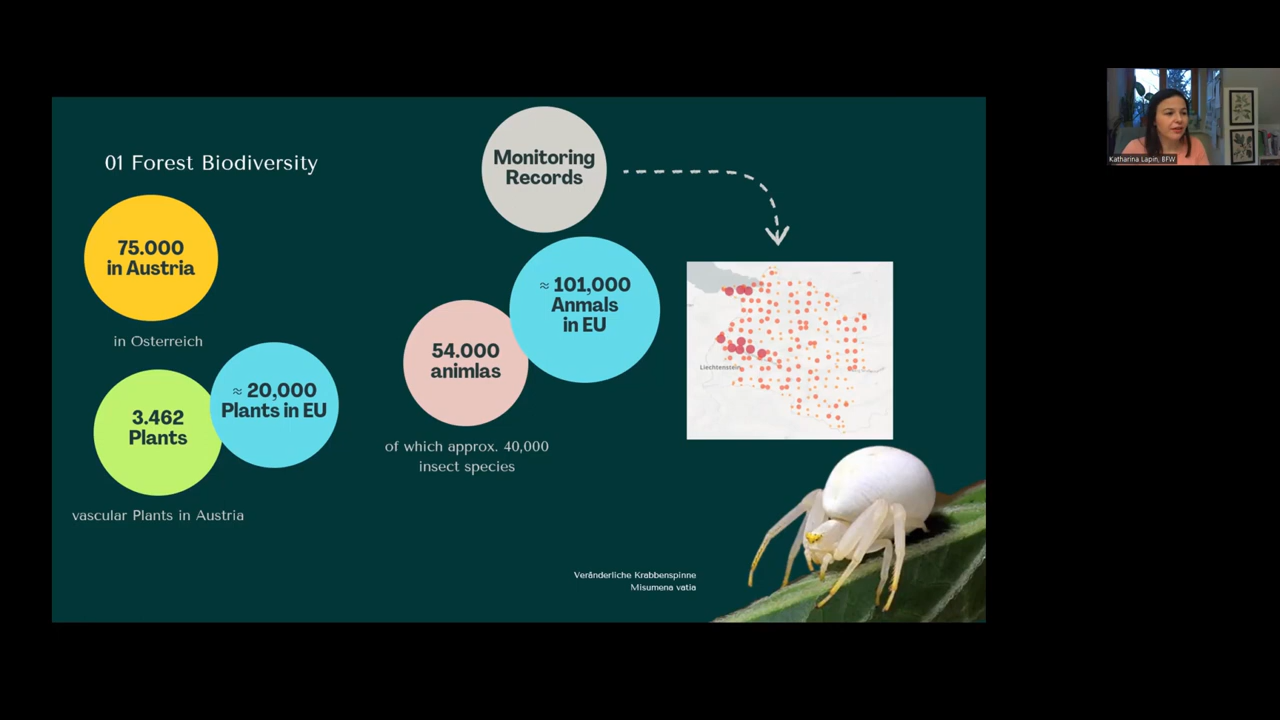 01 Forest Biodiversity
75.000
in Austria
in Osterreich
3.462
Plants
≈ 20,000
Plants in EU
vascular Plants in Austria
Monitoring
Records
≈ 101,000
Anmals
in EU
54.000
animlas
of which approx. 40,000
insect species
Liechtenstein
Veränderliche Krabbenspinne
Misumena vatia
Katharina Lapin, BFW